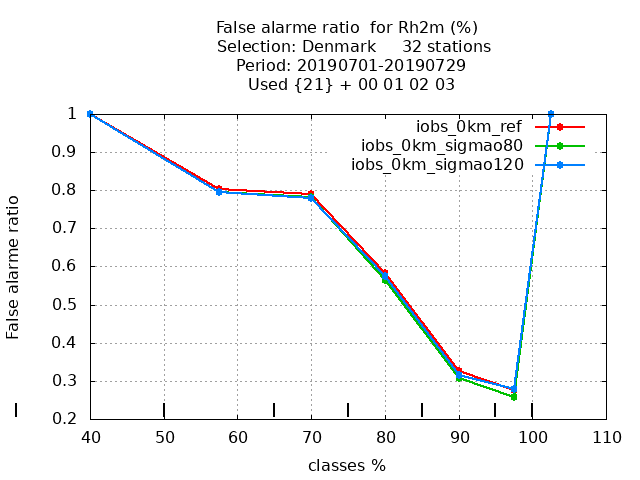 False alarme ratio  for Rh2m (%)
Selection: Denmark     32 stations
Period: 20190701-20190729
Used {21} + 00 01 02 03
iobs_0km_ref
iobs_0km_sigmao80
iobs_0km_sigmao120
False alarme ratio
1
0.9
0.8
0.7
0.6
0.5
0.4
0.3
0.2
40 50 60 70 80 90 100 110
classes %